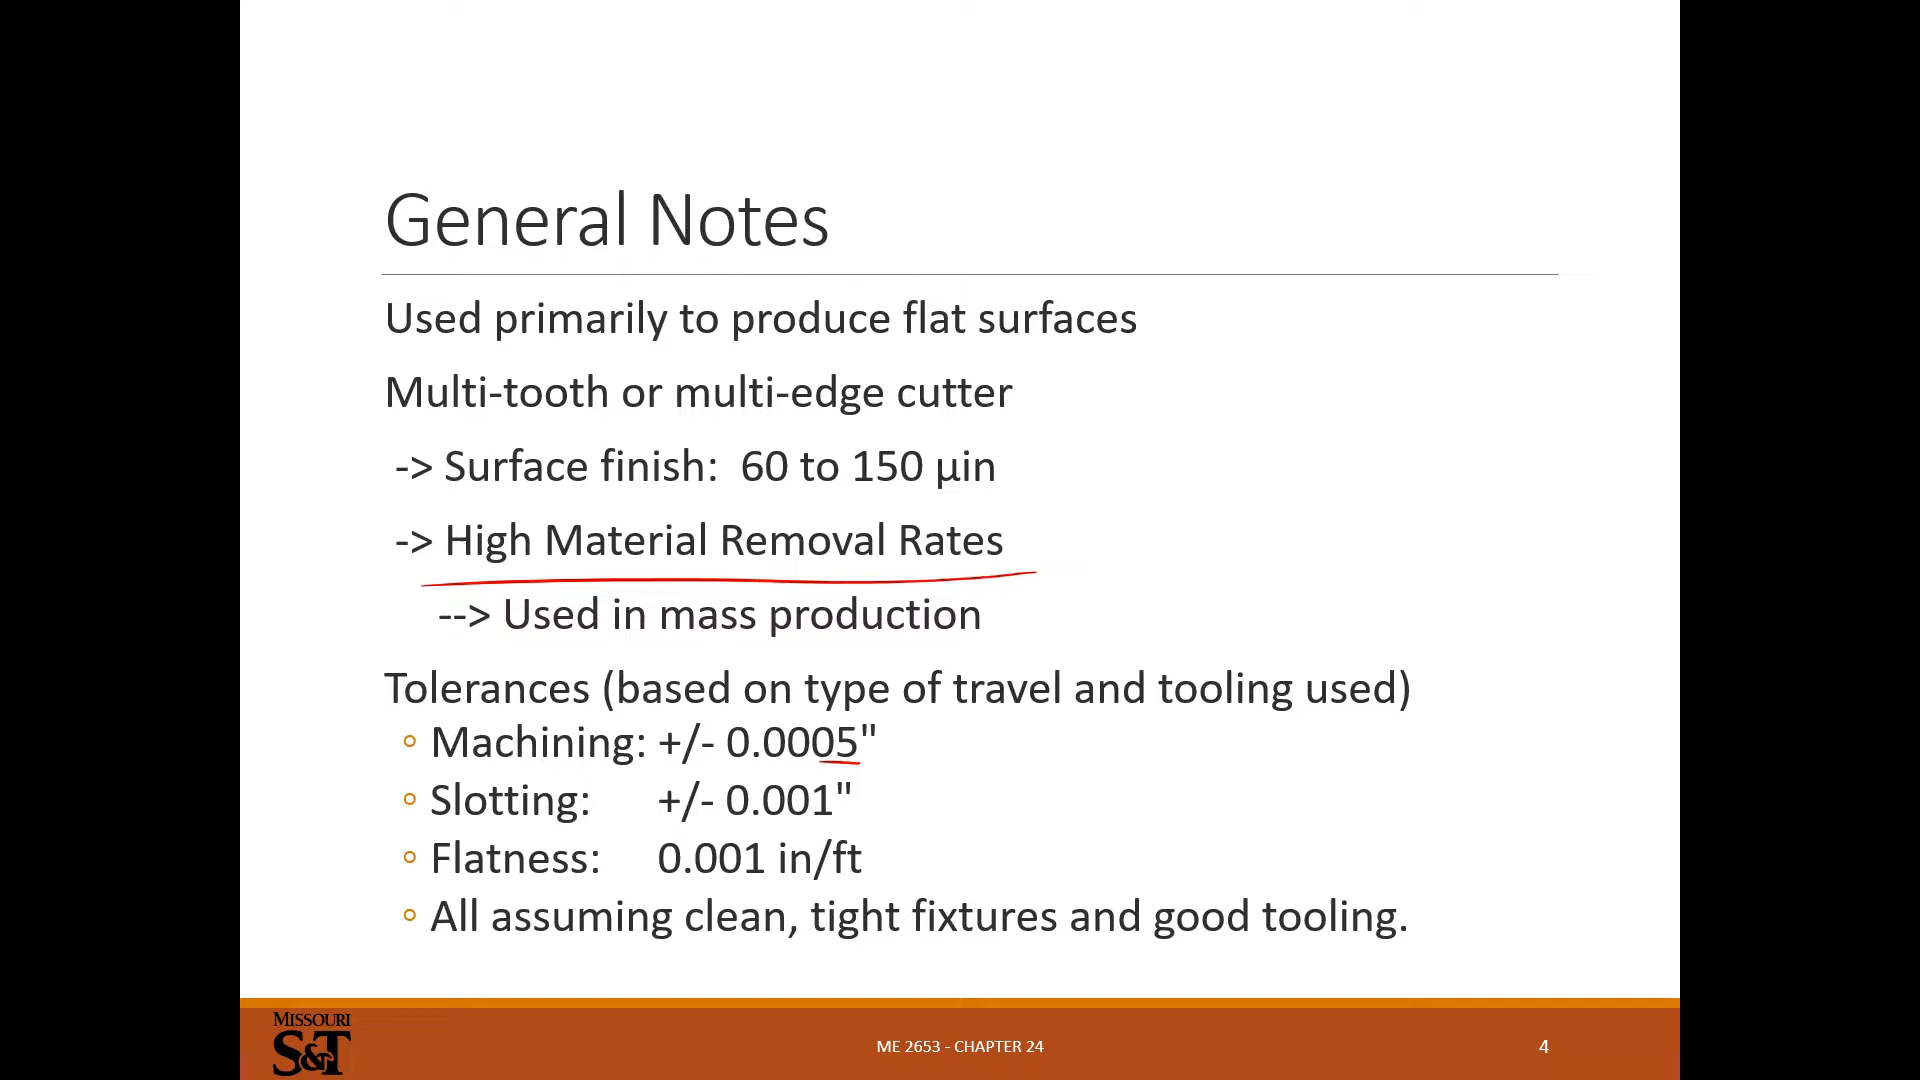 General Notes
Used primarily to produce flat surfaces
Multi-tooth or multi-edge cutter
-> Surface finish: 60 to 150 µin
-> High Material Removal Rates
--> Used in mass production
Tolerances (based on type of travel and tooling used)
◦ Machining: +/- 0.0005"
◦ Slotting: +/- 0.001"
◦ Flatness: 0.001 in/ft
◦ All assuming clean, tight fixtures and good tooling.
MISSOURI
S&T
ME 2653 - CHAPTER 24
4